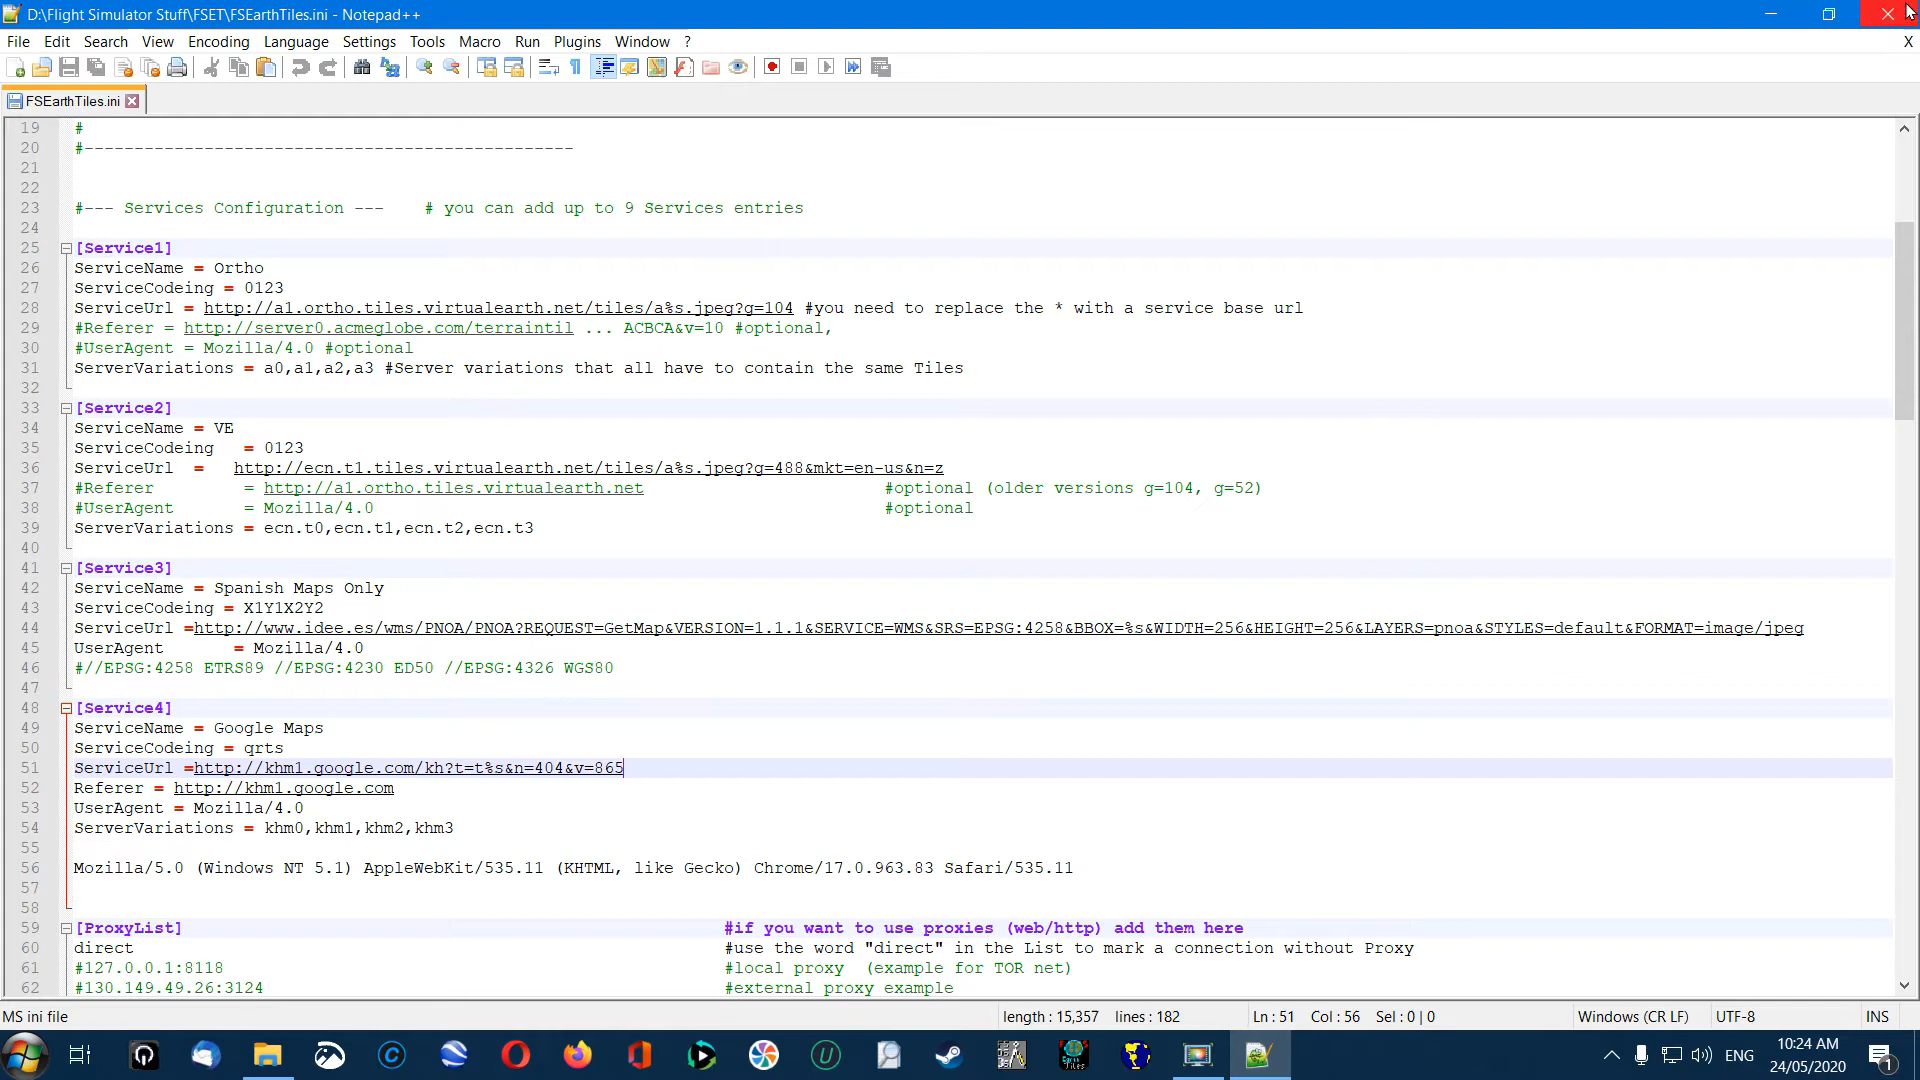 D:\Flight Simulator Stuff\FSET\FSEarthTiles.ini - Notepad++
File Edit Search View Encoding Language Settings Tools Macro Run Plugins Window ? X
FSEarthTiles.ini
19 #
20 #-------------------------------------------------
21
22
23 #--- Services Configuration --- # you can add up to 9 Services entries
24
25 [Service1]
26 ServiceName = Ortho
27 ServiceCodeing = 0123
28 ServiceUrl = http://a1.ortho.tiles.virtualearth.net/tiles/a%s.jpeg?g=104 #you need to replace the * with a service base url
29 #Referer = http://server0.acmeglobe.com/terraintil ... ACBCA&v=10 #optional,
30 #UserAgent = Mozilla/4.0 #optional
31 ServerVariations = a0,a1,a2,a3 #Server variations that all have to contain the same Tiles
32
33 [Service2]
34 ServiceName = VE
35 ServiceCodeing = 0123
36 ServiceUrl = http://ecn.t1.tiles.virtualearth.net/tiles/a%s.jpeg?g=488&mkt=en-us&n=z
37 #Referer = http://a1.ortho.tiles.virtualearth.net #optional (older versions g=104, g=52)
38 #UserAgent = Mozilla/4.0 #optional
39 ServerVariations = ecn.t0,ecn.t1,ecn.t2,ecn.t3
40
41 [Service3]
42 ServiceName = Spanish Maps Only
43 ServiceCodeing = X1Y1X2Y2
44 ServiceUrl =http://www.idee.es/wms/PNOA/PNOA?REQUEST=GetMap&VERSION=1.1.1&SERVICE=WMS&SRS=EPSG:4258&BBOX=%s&WIDTH=256&HEIGHT=256&LAYERS=pnoa&STYLES=default&FORMAT=image/jpeg
45 UserAgent = Mozilla/4.0
46 #//EPSG:4258 ETRS89 //EPSG:4230 ED50 //EPSG:4326 WGS80
47
48 [Service4]
49 ServiceName = Google Maps
50 ServiceCodeing = qrts
51 ServiceUrl =http://khm1.google.com/kh?t=t%s&n=404&v=865
52 Referer = http://khm1.google.com
53 UserAgent = Mozilla/4.0
54 ServerVariations = khm0,khm1,khm2,khm3
55
56 Mozilla/5.0 (Windows NT 5.1) AppleWebKit/535.11 (KHTML, like Gecko) Chrome/17.0.963.83 Safari/535.11
57
58
59 [ProxyList] #if you want to use proxies (web/http) add them here
60 direct #use the word "direct" in the List to mark a connection without Proxy
61 #127.0.0.1:8118 #local proxy (example for TOR net)
62 #130.149.49.26:3124 #external proxy example
MS ini file length : 15,357 lines : 182 Ln : 51 Col : 56 Sel : 0 | 0 Windows (CR LF) UTF-8 INS
ENG 10:24 AM 1
24/05/2020